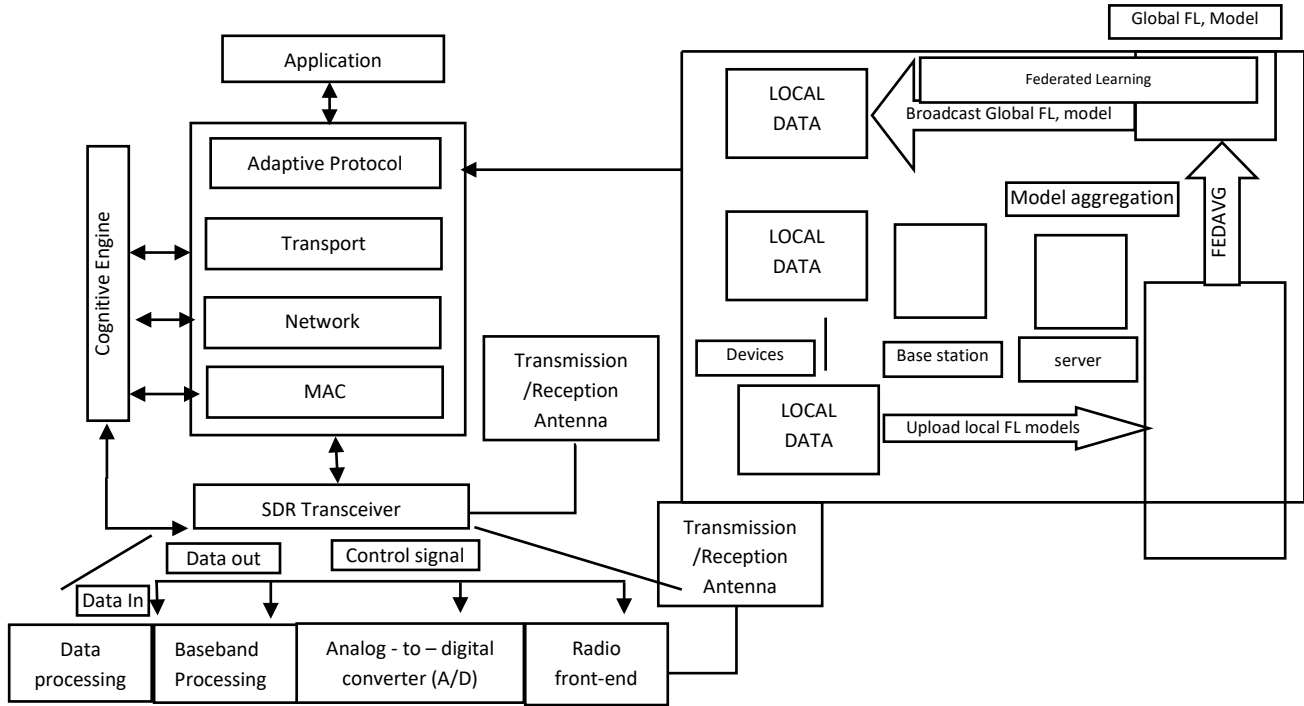 Global FL, Model
Application
Federated Learning
LOCAL
DATA
Broadcast Global FL, model
Adaptive Protocol
Model aggregation
FEDAVG
Cognitive Engine
Transport
LOCAL
DATA
Network
Devices
Base station
server
Transmission
/Reception
Antenna
MAC
LOCAL
DATA
Upload local FL models
SDR Transceiver
Transmission
/Reception
Antenna
Data out
Control signal
Data In
Data
processing
Baseband
Processing
Analog - to – digital
converter (A/D)
Radio
front-end